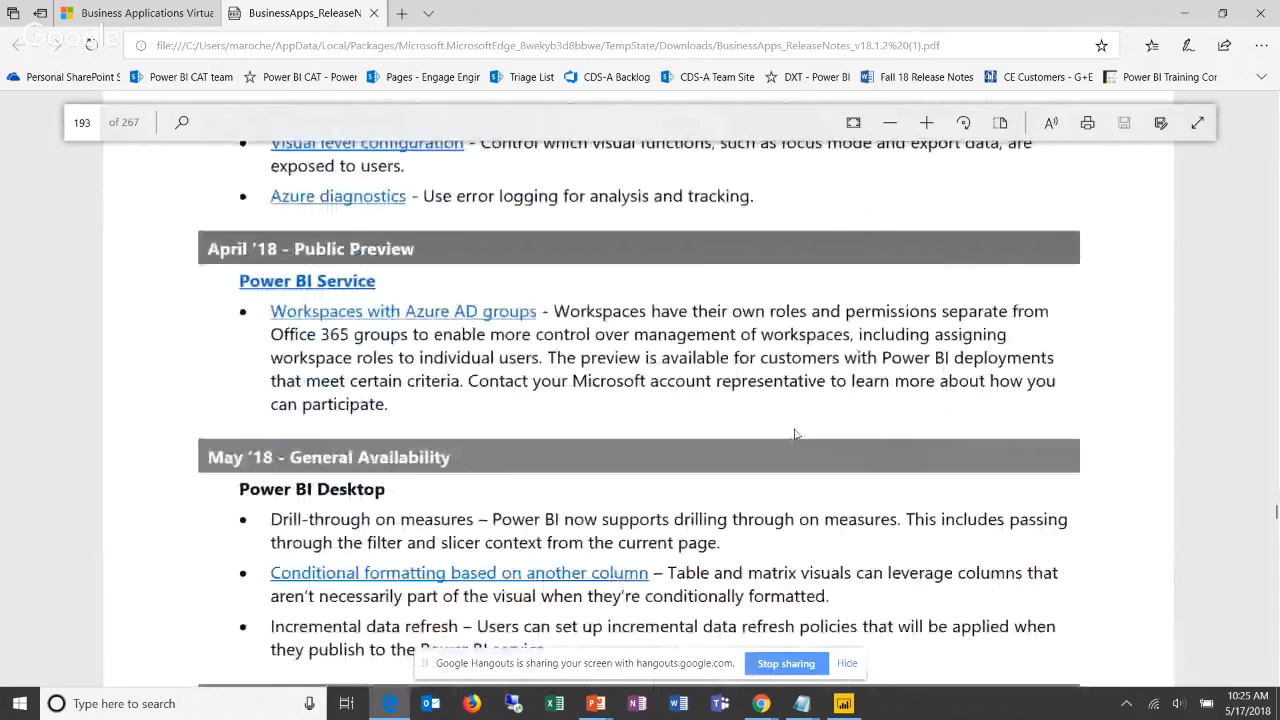 Business Applications Virtua
BusinessApps_ReleaseN
Google
file:///C:/Users/maroche/AppData/Local/Packages/Microsoft.MicrosoftEdge_8wekyb3d8bbwe/TempState/Downloads/BusinessApps_ReleaseNotes_v18.1.2%20(1).pdf
Personal SharePoint S
Power BI CAT team
Power BI CAT - Power
Pages - Engage Engir
Triage List
CDS-A Backlog
CDS-A Team Site
DXT - Power BI
Fall 18 Release Notes
CE Customers - G+E
Power BI Training Cor
193 of 267
• Visual level configuration - Control which visual functions, such as focus mode and export data, are
exposed to users.
• Azure diagnostics - Use error logging for analysis and tracking.
April '18 - Public Preview
Power BI Service
• Workspaces with Azure AD groups - Workspaces have their own roles and permissions separate from
Office 365 groups to enable more control over management of workspaces, including assigning
workspace roles to individual users. The preview is available for customers with Power BI deployments
that meet certain criteria. Contact your Microsoft account representative to learn more about how you
can participate.
May '18 - General Availability
Power BI Desktop
• Drill-through on measures – Power BI now supports drilling through on measures. This includes passing
through the filter and slicer context from the current page.
• Conditional formatting based on another column – Table and matrix visuals can leverage columns that
aren't necessarily part of the visual when they're conditionally formatted.
• Incremental data refresh – Users can set up incremental data refresh policies that will be applied when
they publish to the Power BI service
Google Hangouts is sharing your screen with hangouts.google.com.
Stop sharing
Hide
Type here to search
10:25 AM
5/17/2018